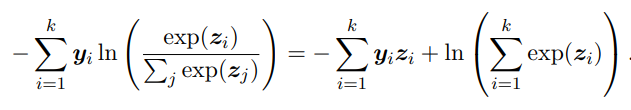 $$-\sum_{i=1}^{k} \boldsymbol{y}_i \ln \left( \frac{\exp(\boldsymbol{z}_i)}{\sum_j \exp(\boldsymbol{z}_j)} \right) = -\sum_{i=1}^{k} \boldsymbol{y}_i \boldsymbol{z}_i + \ln \left( \sum_{i=1}^{k} \exp(\boldsymbol{z}_i) \right).$$